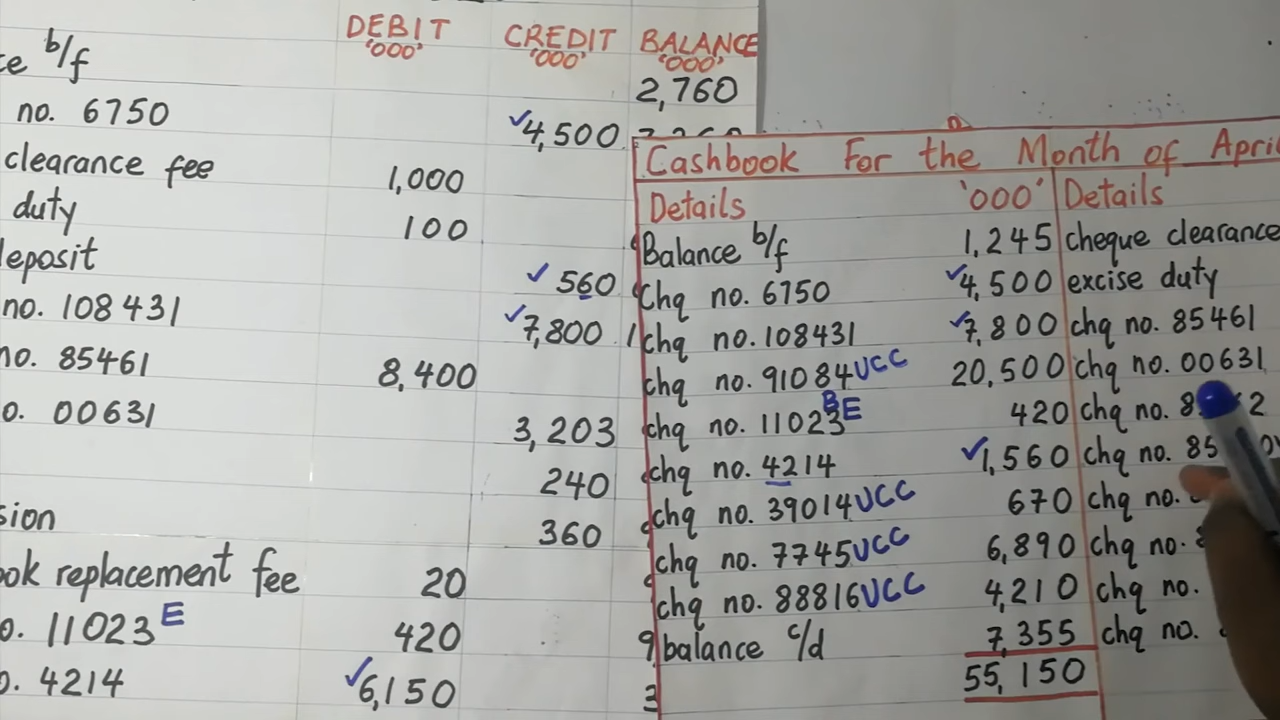 DEBIT CREDIT BALANCE
'000' '000' '000'
b/f 2,760
no. 6750 ✓4,500
clearance fee 1,000
duty 100
deposit ✓560
no. 108431 ✓7,800
no. 85461 8,400
00631 3,203
240
360
replacement fee 20
11023 E 420
4214 ✓6,150
Cashbook For the Month of
Details '000' Details
Balance b/f 1,245 cheque clearance
Chq no. 6750 ✓4,500 excise duty
chq no. 108431 ✓7,800 chq no. 85461
chq no. 91084 UCC 20,500 chq no. 00631
chq no. 11023 BE 420 chq no.
chq no. 4214 ✓1,560 chq no.
chq no. 39014 UCC 670 chq no.
chq no. 7745 UCC 6,890 chq no.
chq no. 88816 UCC 4,210 chq no.
balance c/d 7,355 chq no.
55,150